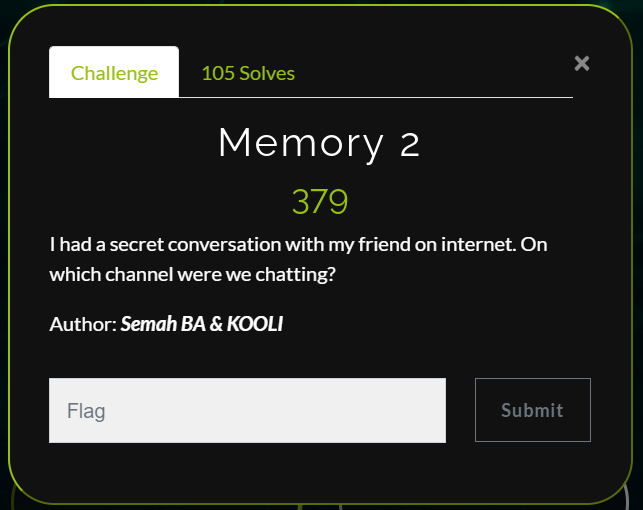 Challenge 105 Solves ×
Memory 2
379
I had a secret conversation with my friend on internet. On
which channel were we chatting?
Author: Semah BA & KOOLI
Flag Submit